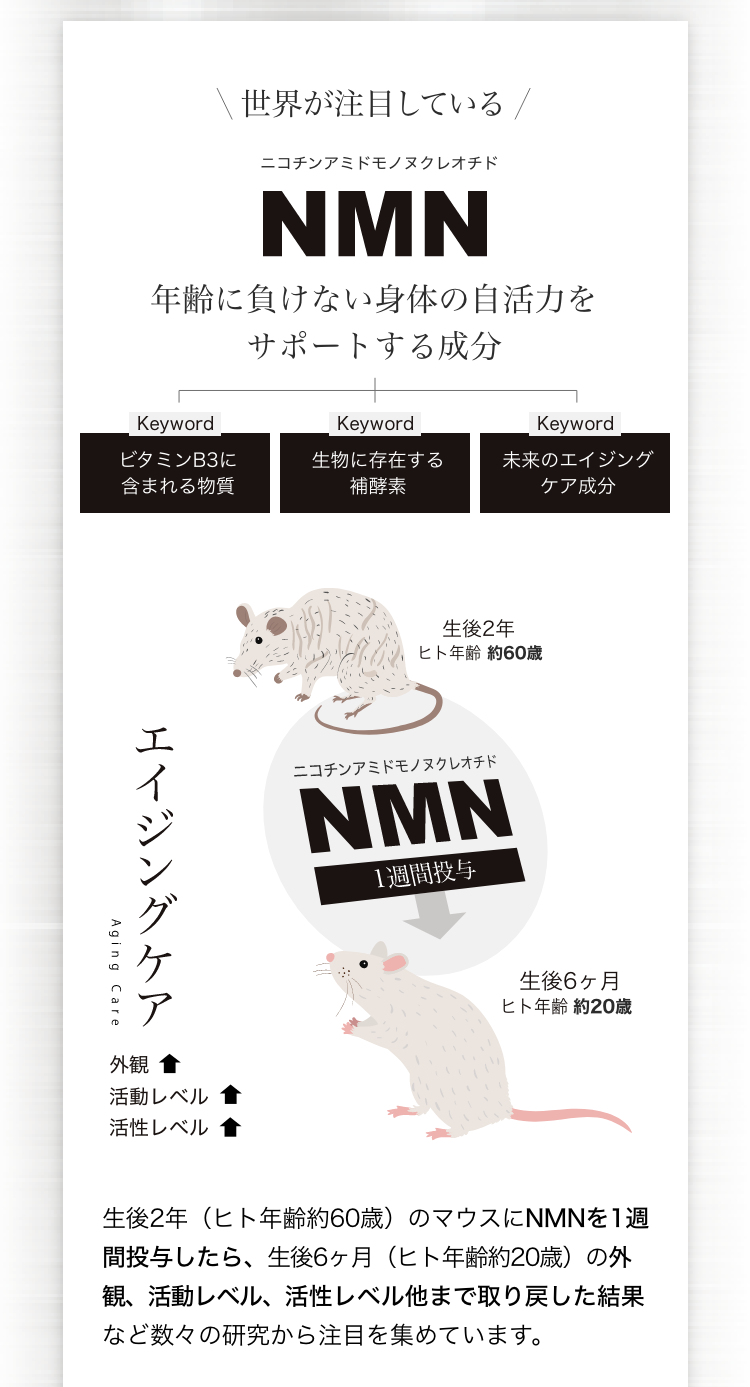 世界が注目している
ニコチンアミドモノヌクレオチド
NMN
年齢に負けない身体の自活力を
サポートする成分
Keyword
ビタミンB3に
含まれる物質
Keyword
生物に存在する
補酵素
Keyword
未来のエイジング
ケア成分
生後2年
ヒト年齢 約60歳
エイジングケア
Aging Care
ニコチンアミドモノヌクレオチド
NMN
1週間投与
生後6ヶ月
ヒト年齢 約20歳
外観
活動レベル
活性レベル
生後2年（ヒト年齢約60歳）のマウスにNMNを1週
間投与したら、生後6ヶ月（ヒト年齢約20歳）の外
観、活動レベル、活性レベル他まで取り戻した結果
など数々の研究から注目を集めています。